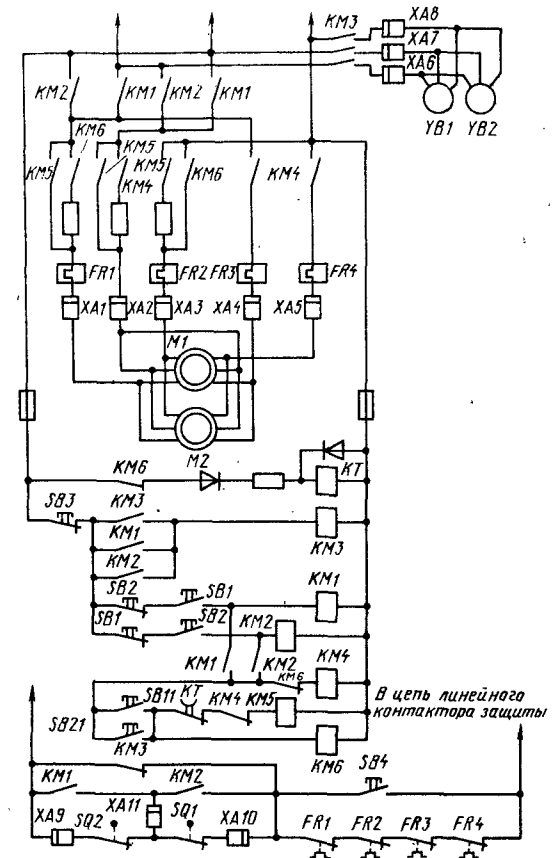 KM3
XA8
XA7
XA6
YB1 YB2
KM2 KM1 KM2 KM1
KM6
KM5 KM5 KM4 KM5 KM6 KM4
FR1 FR2 FR3 FR4
XA1 XA2 XA3 XA4 XA5
M1
M2
KM6 KT
SB3 KM3
KM3
KM1
KM2
SB2 SB1 KM1
SB1 SB2 KM2
KM1 KM2 KM4
KM6
SB11 KT KM4 KM5
SB21
KM3 KM6
В цепь линейного
контактора защиты
KM1 KM2 SB4
XA11
XA9 SQ2 SQ1 XA10 FR1 FR2 FR3 FR4